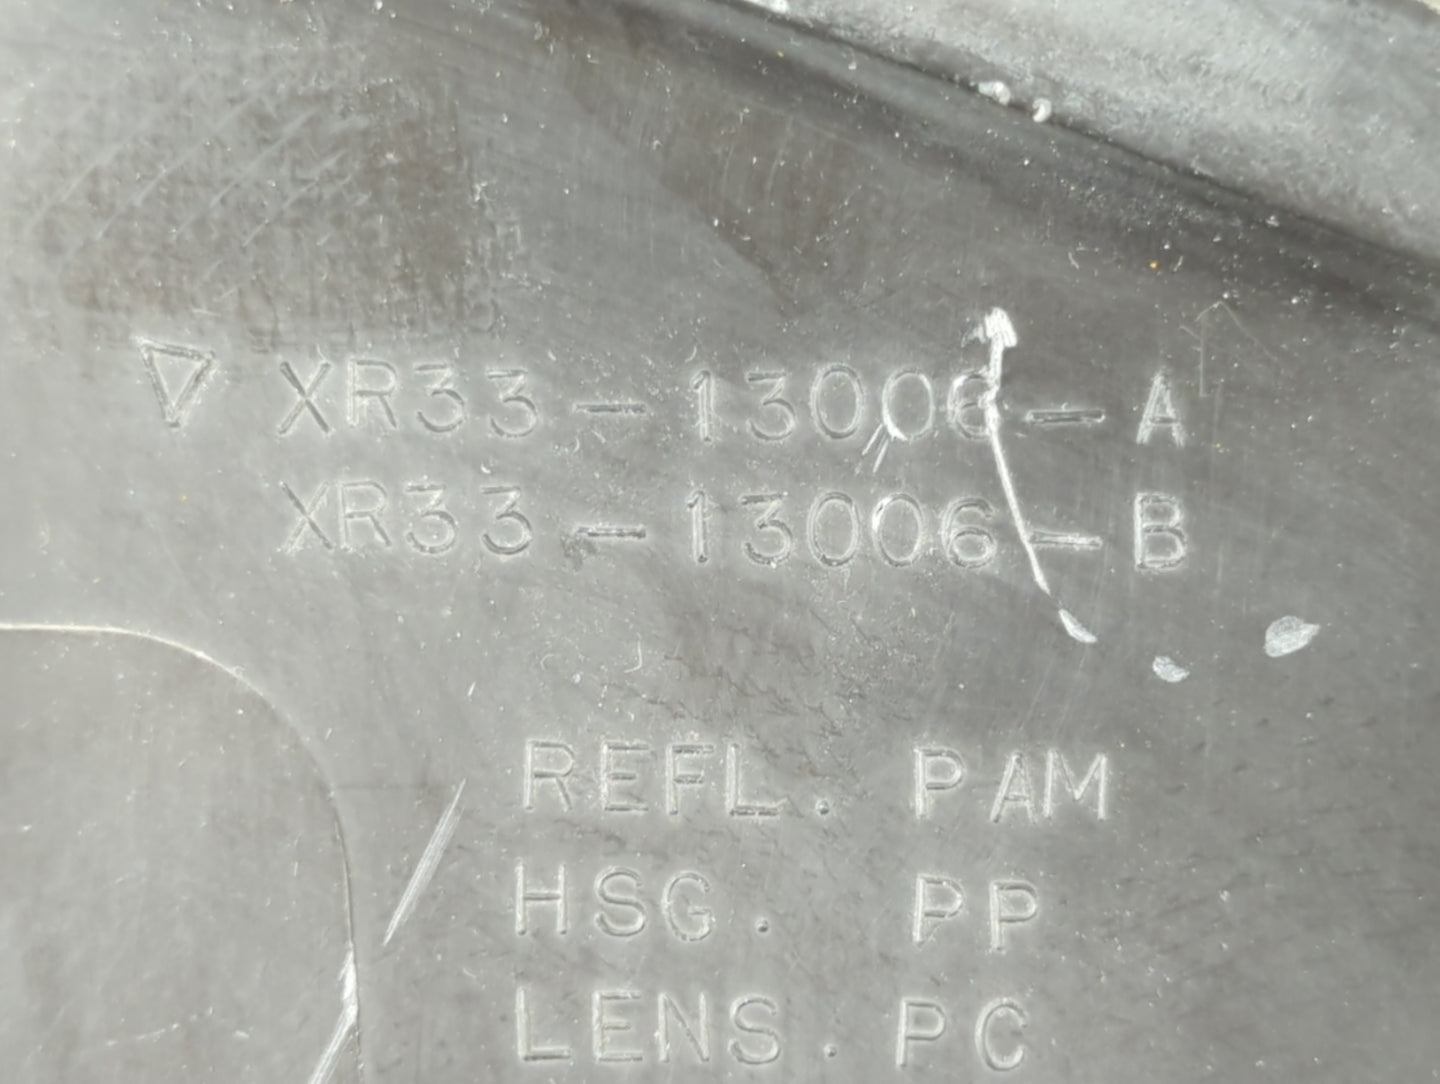 ▽ XR33-13006-A
XR33-13006-B
REFL. PAM
HSG. PP
LENS. PC